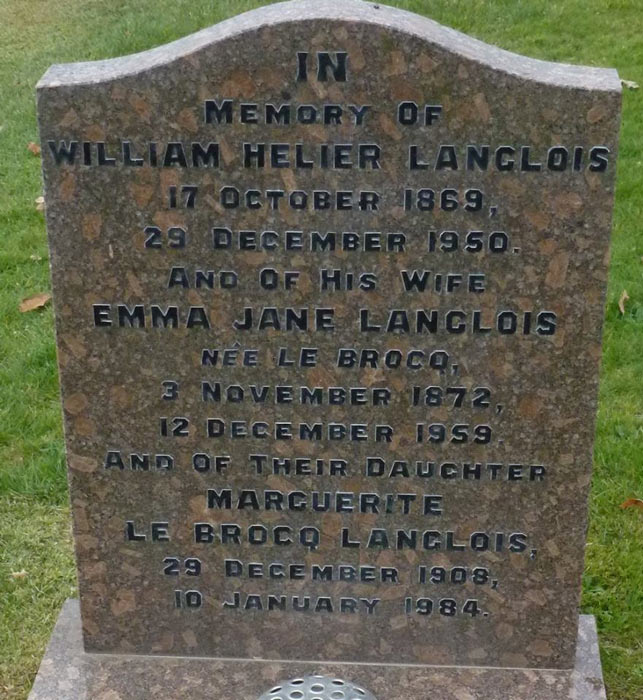 IN
MEMORY OF
WILLIAM HELIER LANGLOIS
17 OCTOBER 1869,
29 DECEMBER 1950.
AND OF HIS WIFE
EMMA JANE LANGLOIS
NÉE LE BROCQ,
3 NOVEMBER 1872,
12 DECEMBER 1959.
AND OF THEIR DAUGHTER
MARGUERITE
LE BROCQ LANGLOIS,
29 DECEMBER 1908,
10 JANUARY 1984.